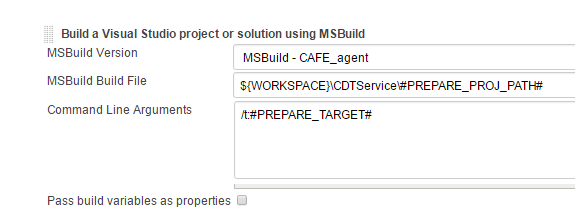 Build a Visual Studio project or solution using MSBuild
MSBuild Version
MSBuild - CAFE_agent
MSBuild Build File
${WORKSPACE}\CDTService\#PREPARE_PROJ_PATH#
Command Line Arguments
/t:#PREPARE_TARGET#
Pass build variables as properties